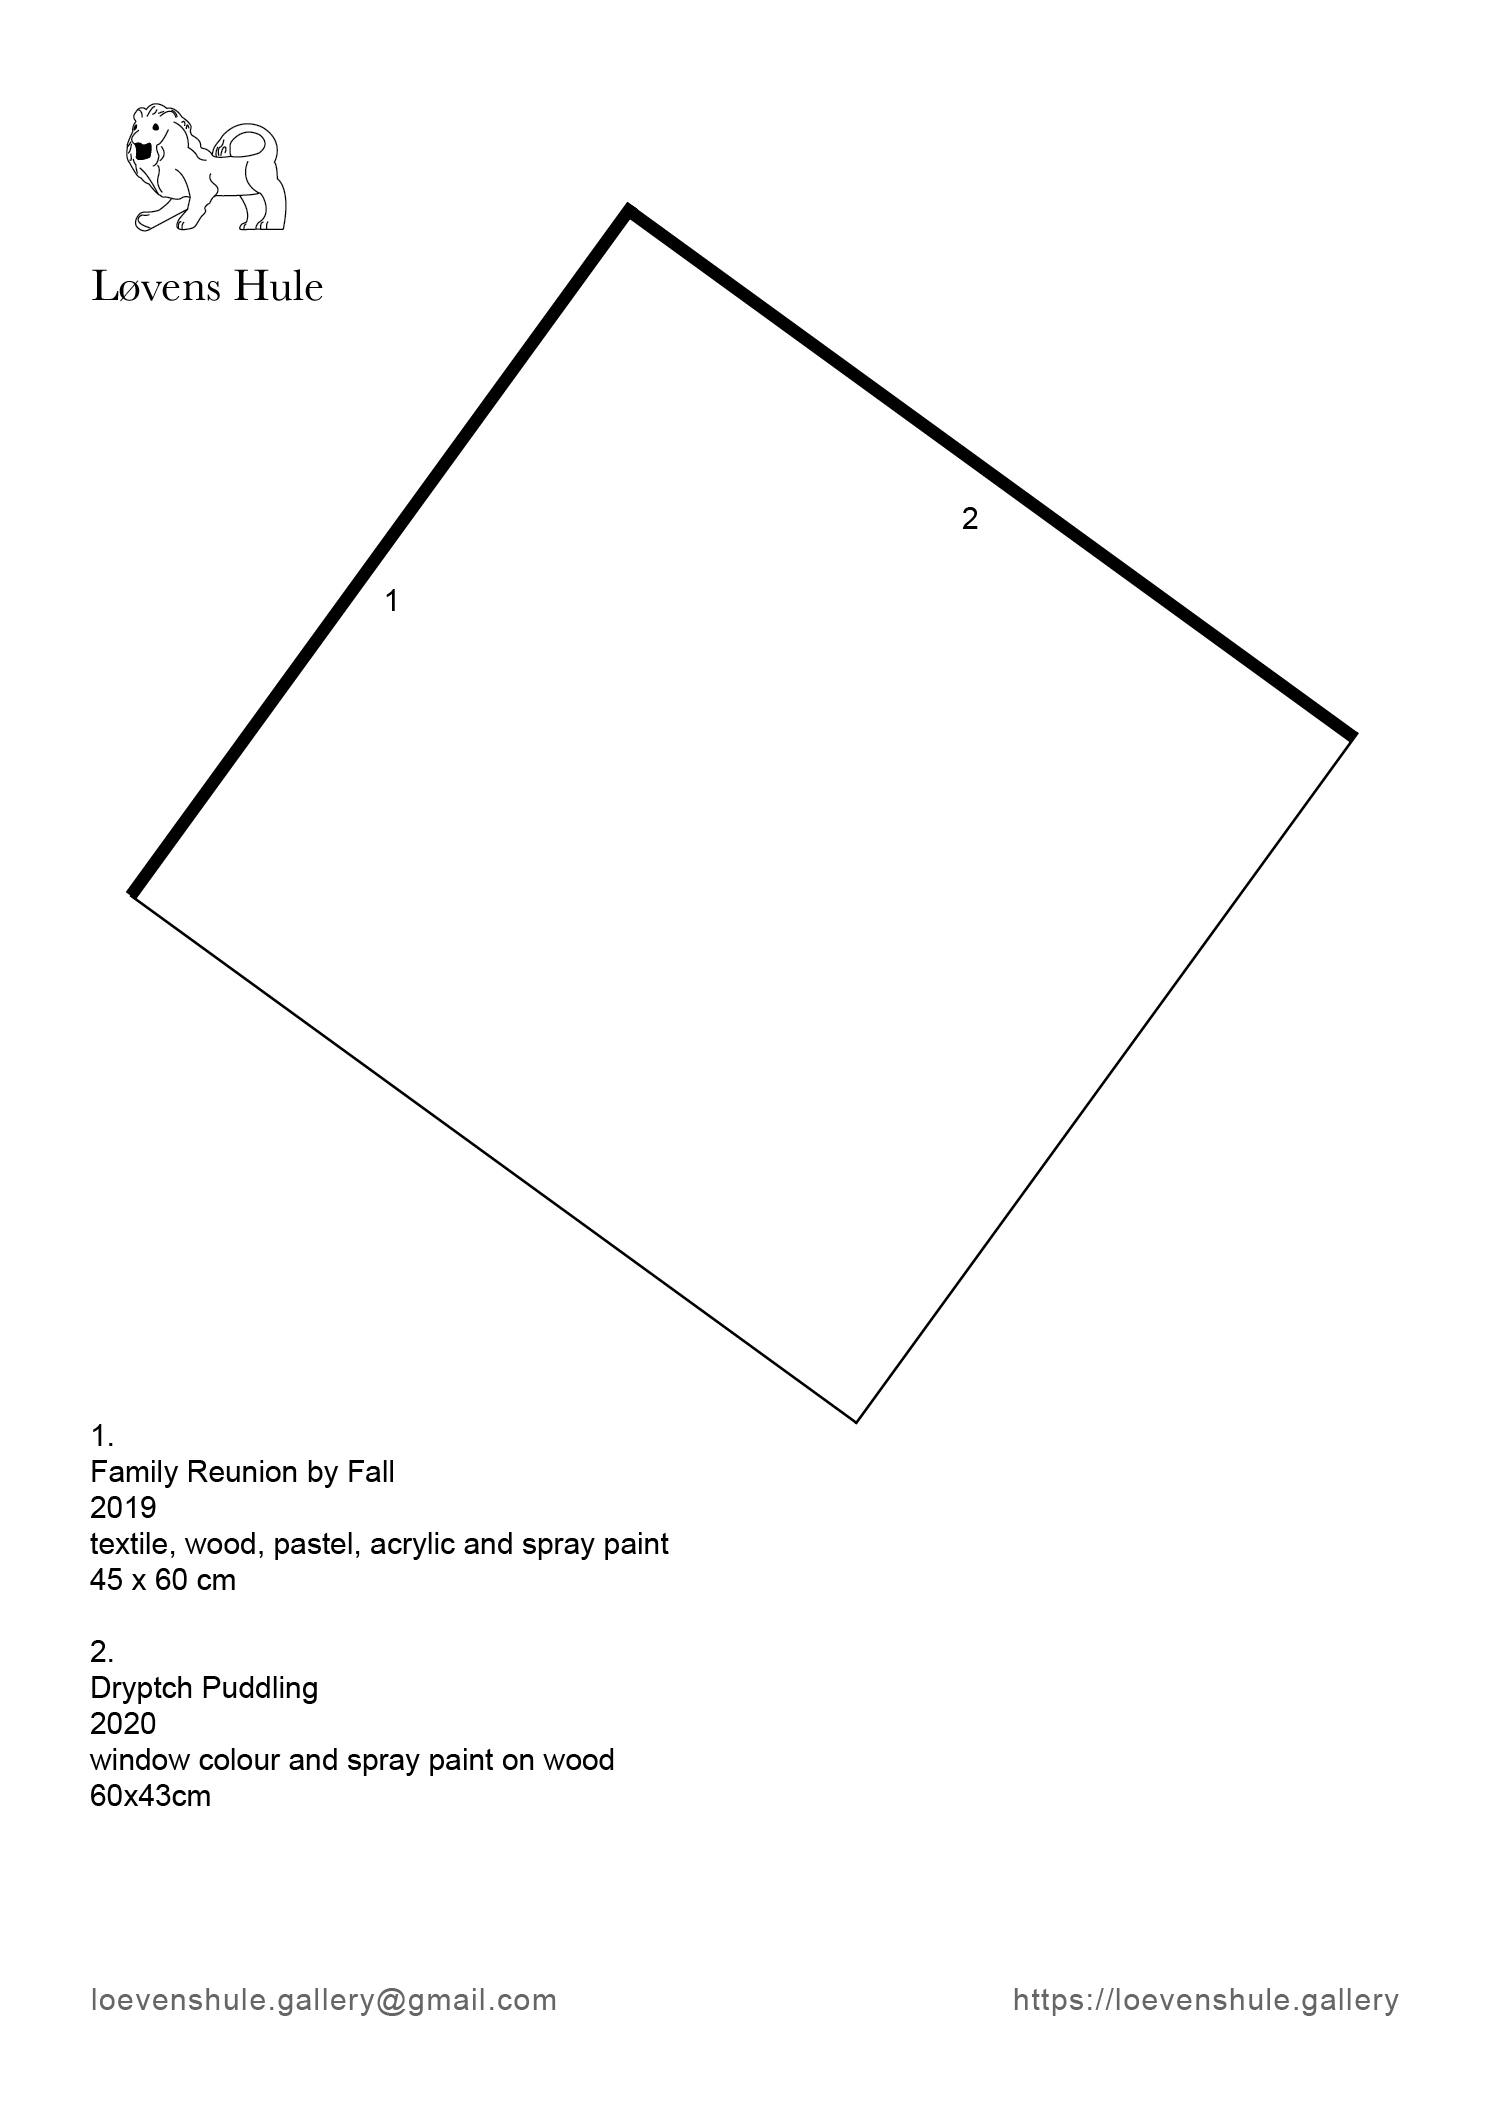 Løvens Hule
2
1
1.
Family Reunion by Fall
2019
textile, wood, pastel, acrylic and spray paint
45 x 60 cm
2.
Dryptch Puddling
2020
window colour and spray paint on wood
60x43cm
loevenshule.gallery@gmail.com
https://loevenshule.gallery